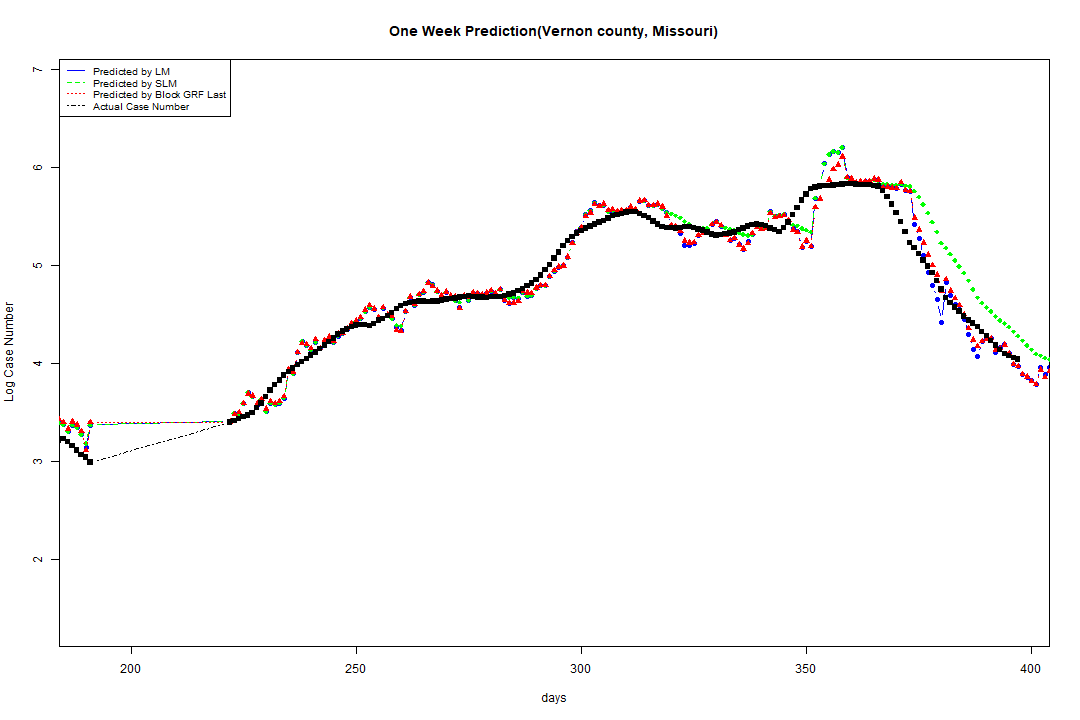 One Week Prediction(Vernon county, Missouri)
Predicted by LM
Predicted by SLM
Predicted by Block GRF Last
Actual Case Number
7
6
5
4
3
2
Log Case Number
200 250 300 350 400
days